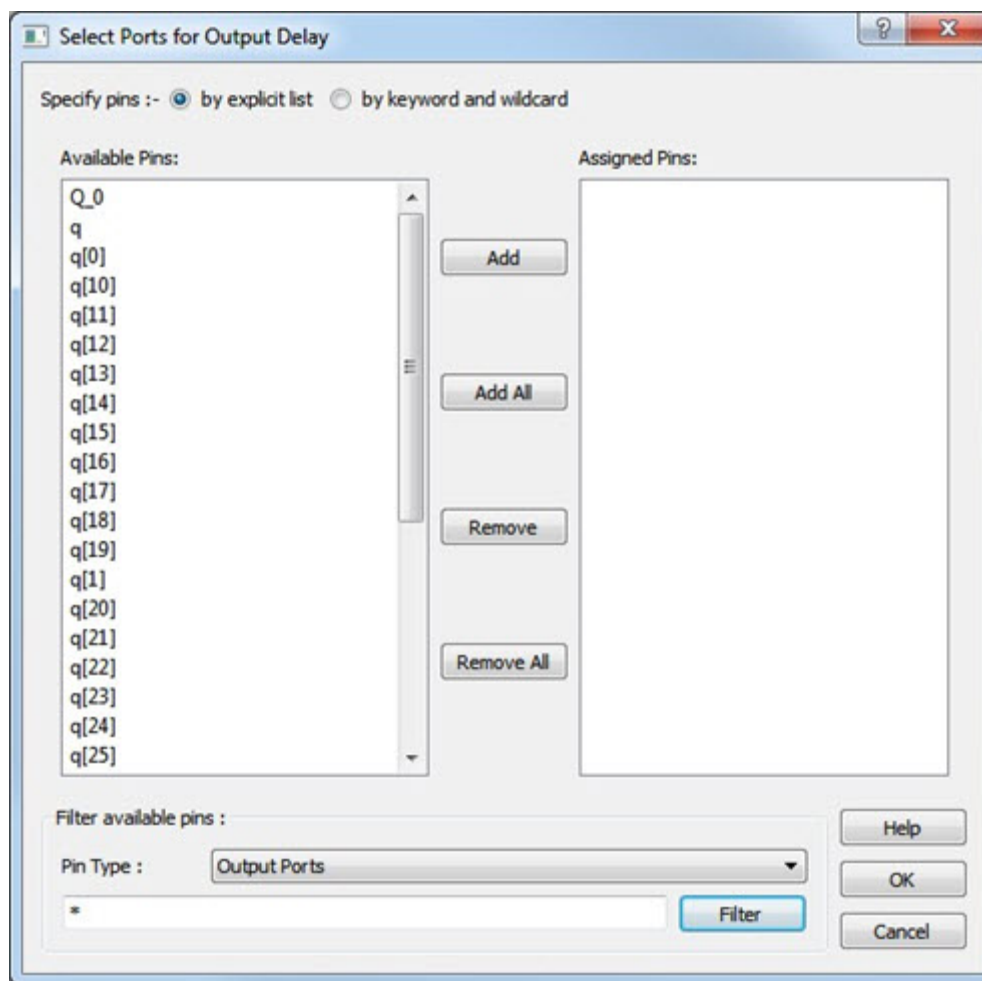 Select Ports for Output Delay
Specify pins :- by explicit list by keyword and wildcard
Available Pins:
Assigned Pins:
Q_0
q
q[0]
q[10]
q[11]
q[12]
q[13]
q[14]
q[15]
q[16]
q[17]
q[18]
q[19]
q[1]
q[20]
q[21]
q[22]
q[23]
q[24]
q[25]
Add
Add All
Remove
Remove All
Filter available pins :
Pin Type : Output Ports
*
Filter
Help
OK
Cancel